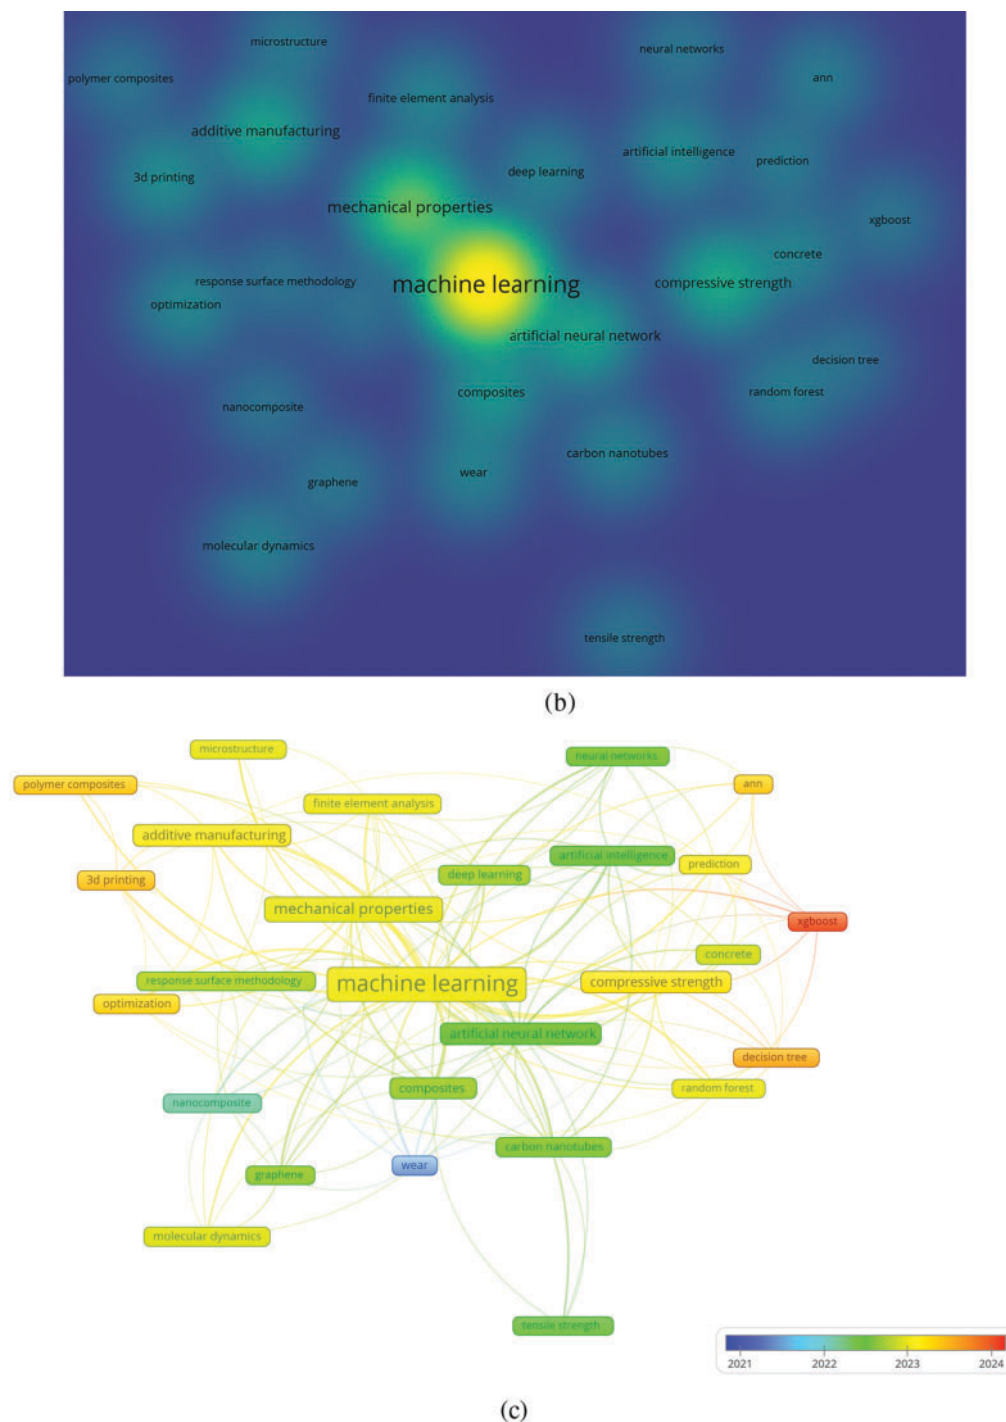 microstructure
neural networks
polymer composites
ann
finite element analysis
additive manufacturing
artificial intelligence
prediction
deep learning
3d printing
mechanical properties
xgboost
concrete
response surface methodology
machine learning
compressive strength
optimization
artificial neural network
decision tree
composites
random forest
nanocomposite
carbon nanotubes
wear
graphene
molecular dynamics
tensile strength
(b)
microstructure
neural networks
polymer composites
ann
finite element analysis
additive manufacturing
artificial intelligence
prediction
deep learning
3d printing
mechanical properties
xgboost
concrete
response surface methodology
machine learning
compressive strength
optimization
artificial neural network
decision tree
composites
random forest
nanocomposite
carbon nanotubes
wear
graphene
molecular dynamics
tensile strength
2021 2022 2023 2024
(c)